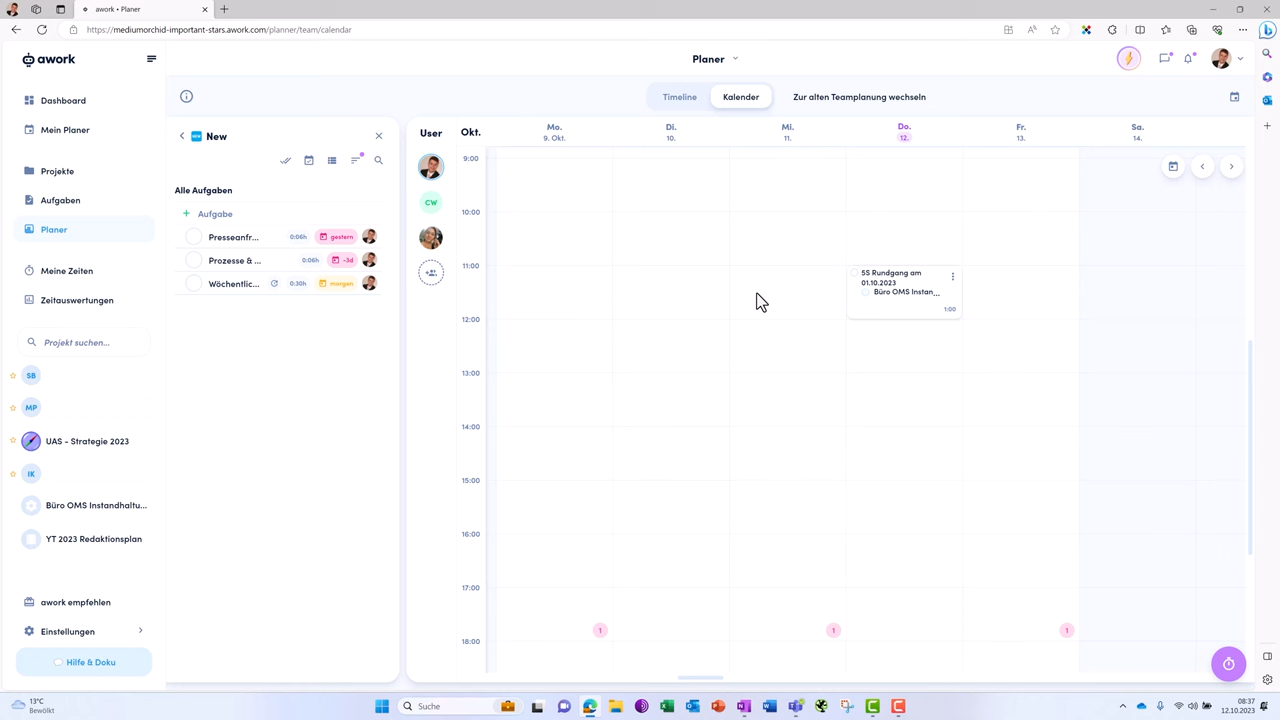 awork • Planer
https://mediumorchid-important-stars.awork.com/planner/team/calendar
awork
Planer
Dashboard
Mein Planer
Projekte
Aufgaben
Planer
Meine Zeiten
Zeitauswertungen
Projekt suchen...
SB
MP
UAS - Strategie 2023
IK
Büro OMS Instandhaltu...
YT 2023 Redaktionsplan
awork empfehlen
Einstellungen
Hilfe & Doku
Timeline
Kalender
Zur alten Teamplanung wechseln
New
Alle Aufgaben
Aufgabe
Presseanfr... 0:06h gestern
Prozesse & ... 0:06h -3d
Wöchentlic... 0:30h morgen
User
CW
Okt.
Mo. Di. Mi. Do. Fr. Sa.
9. Okt. 10. 11. 12. 13. 14.
9:00
10:00
11:00
12:00
13:00
14:00
15:00
16:00
17:00
18:00
5S Rundgang am
01.10.2023
Büro OMS Instan...
1:00
1 1 1
13°C
Bewölkt
Suche
08:37
12.10.2023